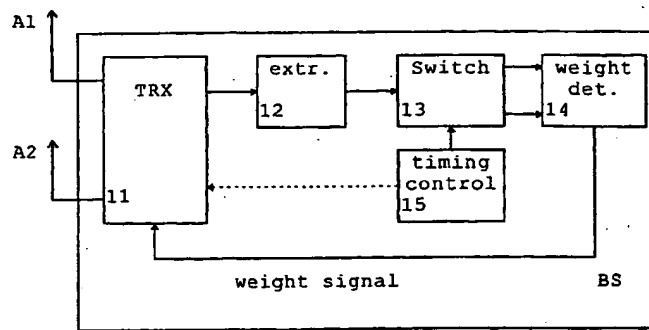 A1
TRX
extr.
12
Switch
13
weight
det.
14
A2
11
timing
control
15
weight signal
BS